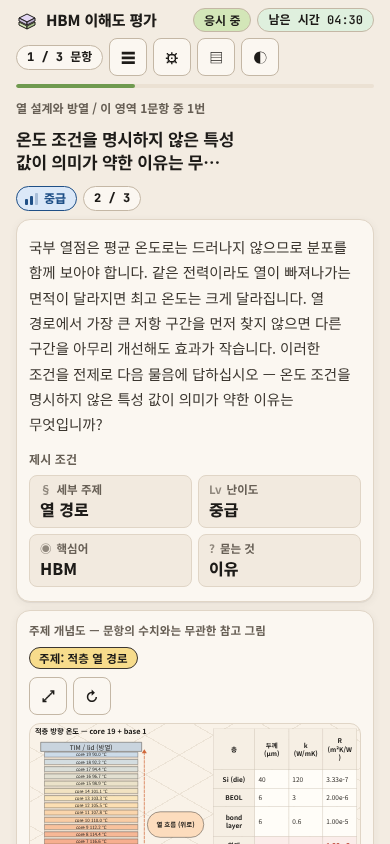 HBM 이해도 평가
응시 중
남은 시간 04:30
1 / 3 문항
열 설계와 방열 / 이 영역 1문항 중 1번
온도 조건을 명시하지 않은 특성
값이 의미가 약한 이유는 무…
중급
2 / 3
국부 열점은 평균 온도로는 드러나지 않으므로 분포를
함께 보아야 합니다. 같은 전력이라도 열이 빠져나가는
면적이 달라지면 최고 온도는 크게 달라집니다. 열
경로에서 가장 큰 저항 구간을 먼저 찾지 않으면 다른
구간을 아무리 개선해도 효과가 작습니다. 이러한
조건을 전제로 다음 물음에 답하십시오 — 온도 조건을
명시하지 않은 특성 값이 의미가 약한 이유는
무엇입니까?
제시 조건
§ 세부 주제
열 경로
Lv 난이도
중급
◉ 핵심어
HBM
? 묻는 것
이유
주제 개념도 — 문항의 수치와는 무관한 참고 그림
주제: 적층 열 경로
적층 방향 온도 — core 19 + base 1
TIM / lid (방열)
core 19 93.0 °C
열 흐름 (위로)
층
두께
(μm)
k
(W/mK)
R
(m²K/W
)
Si (die)
40
120
3.33e-7
BEOL
6
3
2.00e-6
bond
layer
6
0.6
1.00e-5